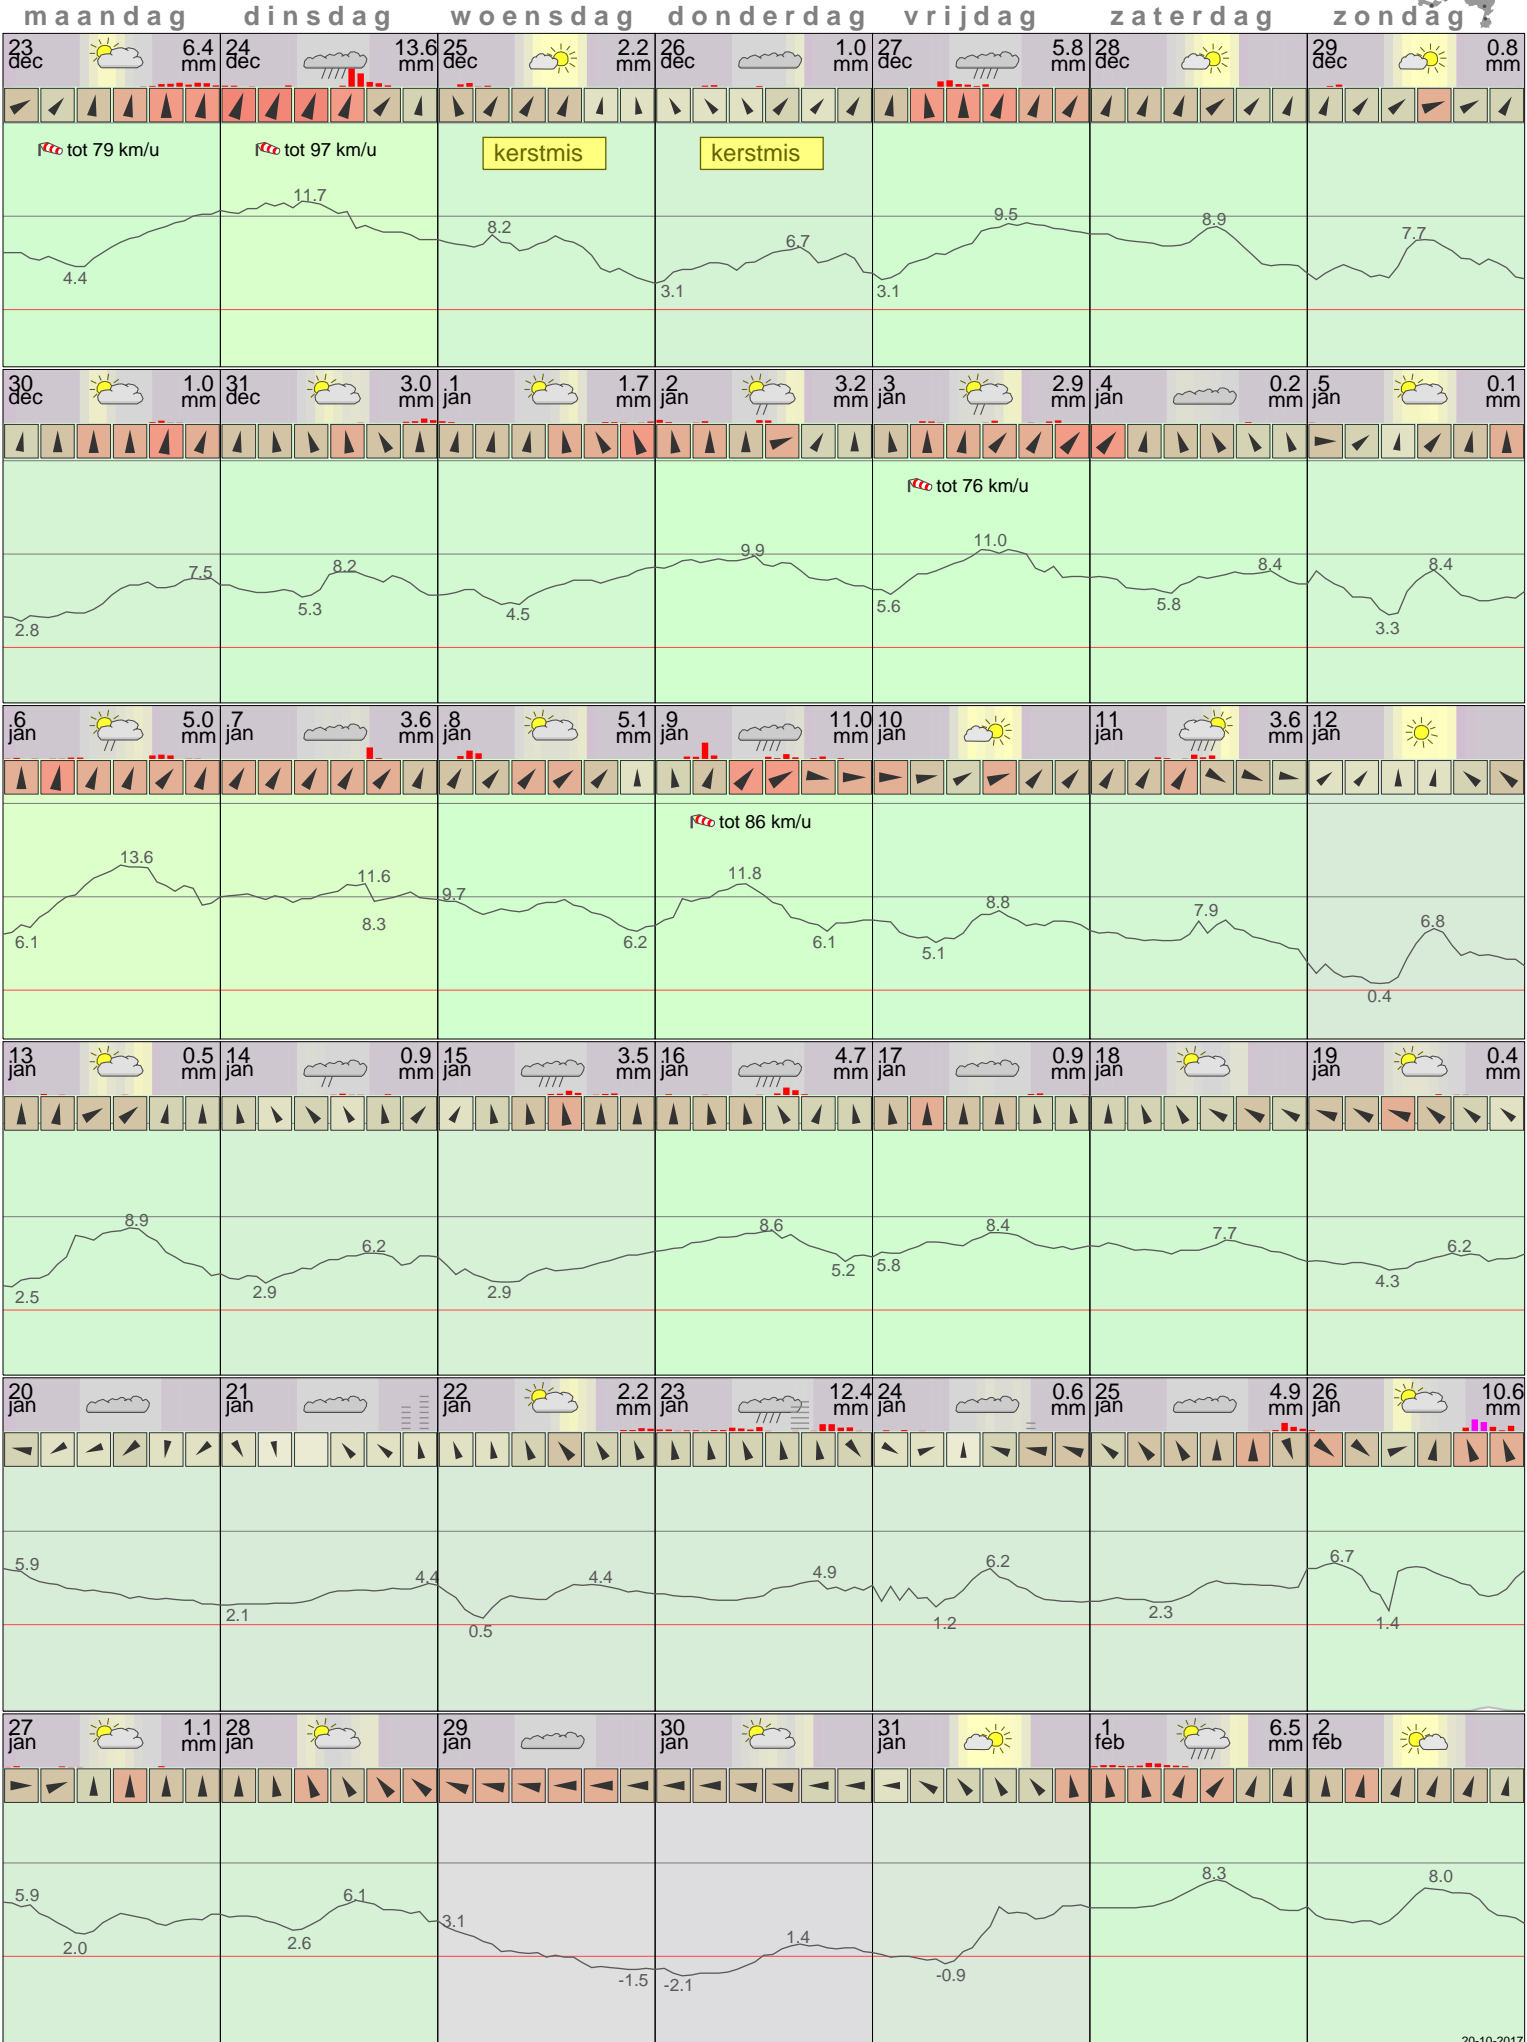 maandag dinsdag woensdag donderdag vrijdag zaterdag zondag
23 dec 6.4 mm 24 dec 13.6 mm 25 dec 2.2 mm 26 dec 1.0 mm 27 dec 5.8 mm 28 dec 29 dec 0.8 mm
tot 79 km/u tot 97 km/u kerstmis kerstmis
4.4 11.7 8.2 3.1 6.7 3.1 9.5 8.9 7.7
30 dec 1.0 mm 31 dec 3.0 mm .1 jan 1.7 mm .2 jan 3.2 mm .3 jan 2.9 mm .4 jan 0.2 mm .5 jan 0.1 mm
tot 76 km/u
2.8 7.5 5.3 8.2 4.5 9.9 5.6 11.0 5.8 8.4 3.3 8.4
.6 jan 5.0 mm .7 jan 3.6 mm .8 jan 5.1 mm .9 jan 11.0 mm 10 jan 11 jan 3.6 mm 12 jan
tot 86 km/u
6.1 13.6 11.6 8.3 9.7 6.2 11.8 6.1 5.1 8.8 7.9 0.4 6.8
13 jan 0.5 mm 14 jan 0.9 mm 15 jan 3.5 mm 16 jan 4.7 mm 17 jan 0.9 mm 18 jan 19 jan 0.4 mm
2.5 8.9 2.9 6.2 2.9 8.6 5.2 5.8 8.4 7.7 4.3 6.2
20 jan 21 jan 22 jan 2.2 mm 23 jan 12.4 mm 24 jan 0.6 mm 25 jan 4.9 mm 26 jan 10.6 mm
5.9 2.1 4.4 0.5 4.4 4.9 1.2 6.2 2.3 6.7 1.4
27 jan 1.1 mm 28 jan 29 jan 30 jan 31 jan .1 feb 6.5 mm .2 feb
5.9 2.0 2.6 6.1 3.1 -1.5 -2.1 1.4 -0.9 8.3 8.0
20-10-2017